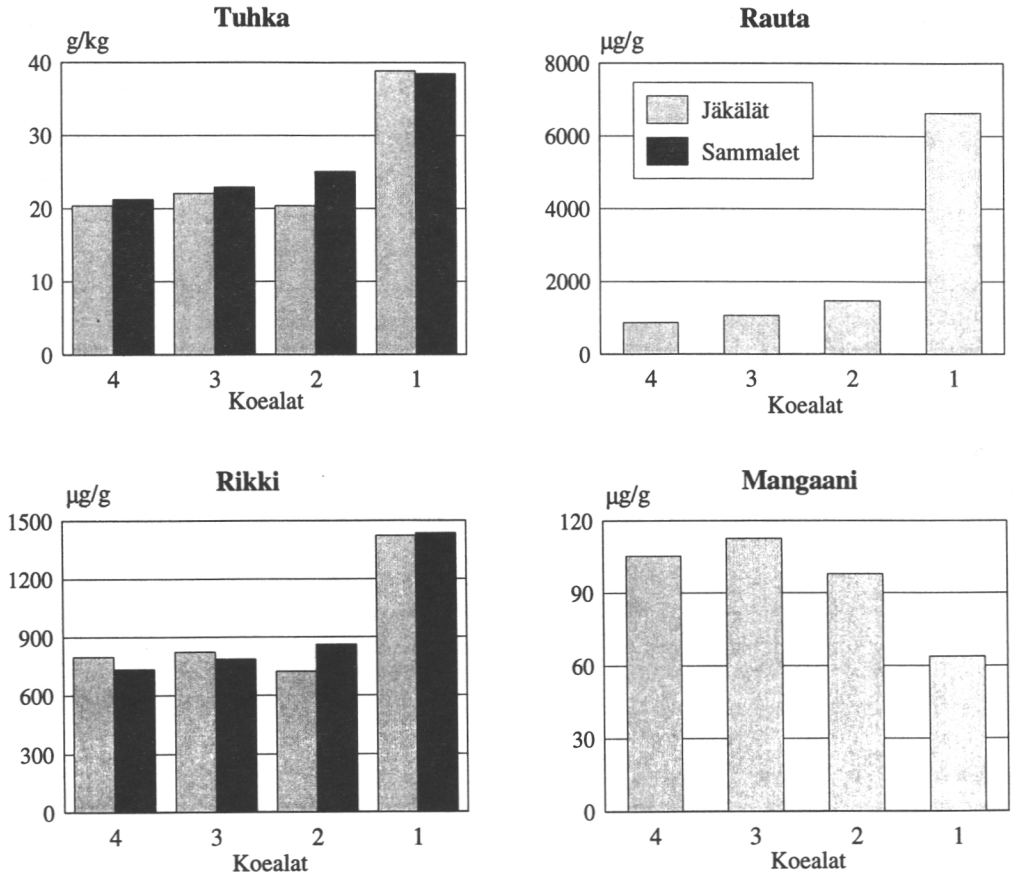 Tuhka
g/kg
40
30
20
10
0
4 3 2 1
Koealat
Rauta
µg/g
8000
6000
4000
2000
0
Jäkälät
Sammalet
4 3 2 1
Koealat
Rikki
µg/g
1500
1200
900
600
300
0
4 3 2 1
Koealat
Mangaani
µg/g
120
90
60
30
0
4 3 2 1
Koealat